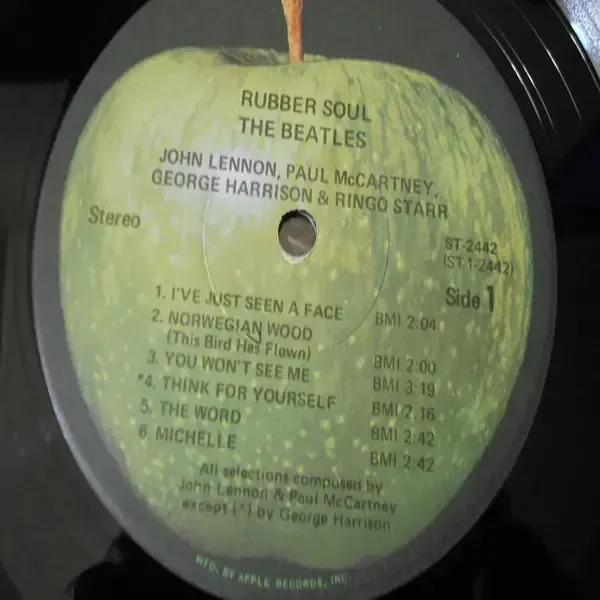 RUBBER SOUL
THE BEATLES
JOHN LENNON, PAUL McCARTNEY,
GEORGE HARRISON & RINGO STARR
Stereo
ST-2442
(ST 1-2442)
Side 1
1. I'VE JUST SEEN A FACE BMI 2:04
2. NORWEGIAN WOOD
(This Bird Has Flown) BMI 2:00
3. YOU WON'T SEE ME BMI 3:19
*4. THINK FOR YOURSELF BMI 2:16
5. THE WORD BMI 2:42
6. MICHELLE BMI 2:42
All selections composed by
John Lennon & Paul McCartney
except (*) by George Harrison
MFD. BY APPLE RECORDS, INC.